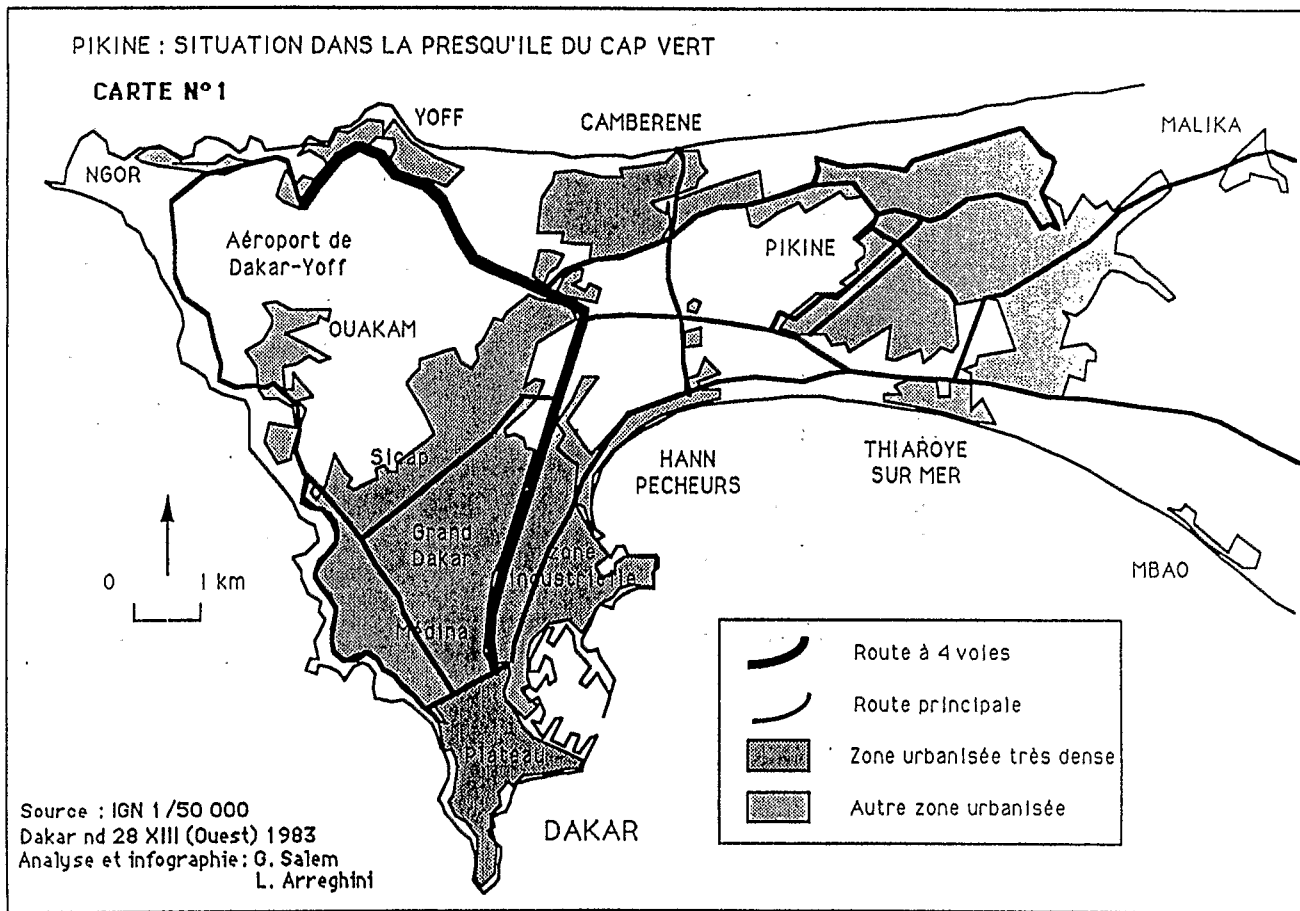 PIKINE : SITUATION DANS LA PRESQU'ILE DU CAP VERT
CARTE N°1
YOFF
CAMBERENE
MALIKA
NGOR
Aéroport de
Dakar-Yoff
PIKINE
OUAKAM
Sicap
HANN
PECHEURS
THIAROYE
SUR MER
Grand
Dakar
Zone
Industrielle
MBAO
0 1 km
Médina
Plateau
DAKAR
Route à 4 voies
Route principale
Zone urbanisée très dense
Autre zone urbanisée
Source : IGN 1/50 000
Dakar nd 28 XIII (Ouest) 1983
Analyse et infographie: G. Salem
L. Arreghini